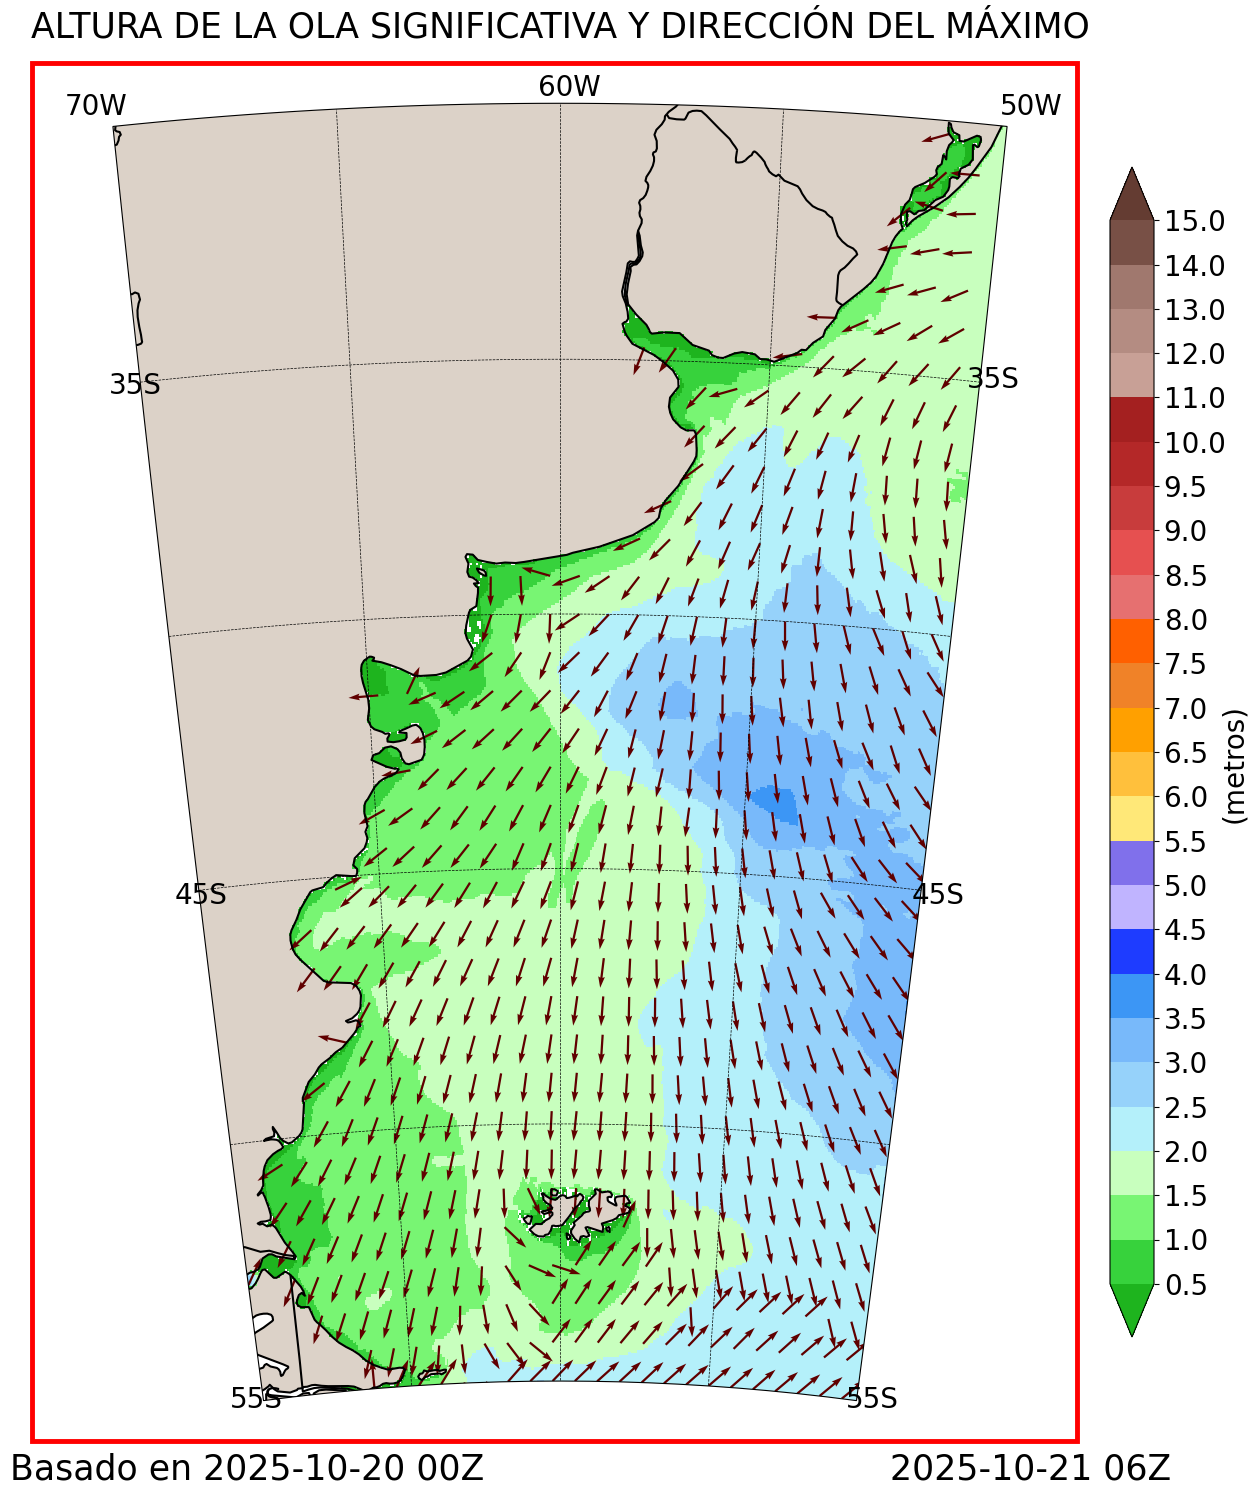 ALTURA DE LA OLA SIGNIFICATIVA Y DIRECCIÓN DEL MÁXIMO
70W
60W
50W
35S
35S
45S
45S
55S
55S
15.0
14.0
13.0
12.0
11.0
10.0
9.5
9.0
8.5
8.0
7.5
7.0
6.5
6.0
5.5
5.0
4.5
4.0
3.5
3.0
2.5
2.0
1.5
1.0
0.5
(metros)
Basado en 2025-10-20 00Z
2025-10-21 06Z